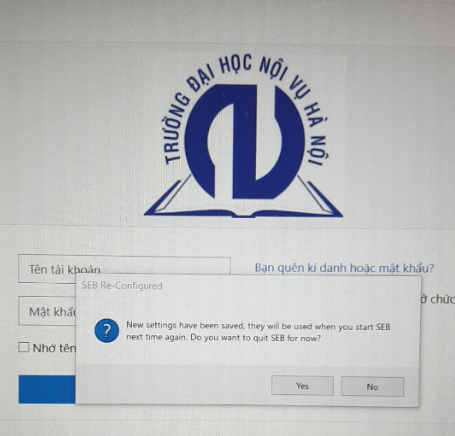 TRƯỜNG ĐẠI HỌC NỘI VỤ HÀ NỘI
Tên tài khoản
Bạn quên kí danh hoặc mật khẩu?
SEB Re-Configured
ở chức
Mật khẩ
New settings have been saved, they will be used when you start SEB
next time again. Do you want to quit SEB for now?
Nhớ tên
Yes
No